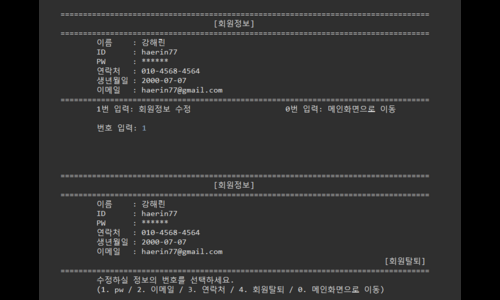 ================================================================================
[회원정보]
================================================================================
이름 : 강해린
ID : haerin77
PW : ******
연락처 : 010-4568-4564
생년월일 : 2000-07-07
이메일 : haerin77@gmail.com
================================================================================
1번 입력: 회원정보 수정 0번 입력: 메인화면으로 이동
번호 입력: 1
================================================================================
[회원정보]
================================================================================
이름 : 강해린
ID : haerin77
PW : ******
연락처 : 010-4568-4564
생년월일 : 2000-07-07
이메일 : haerin77@gmail.com
[회원탈퇴]
================================================================================
수정하실 정보의 번호를 선택하세요.
(1. pw / 2. 이메일 / 3. 연락처 / 4. 회원탈퇴 / 0. 메인화면으로 이동)